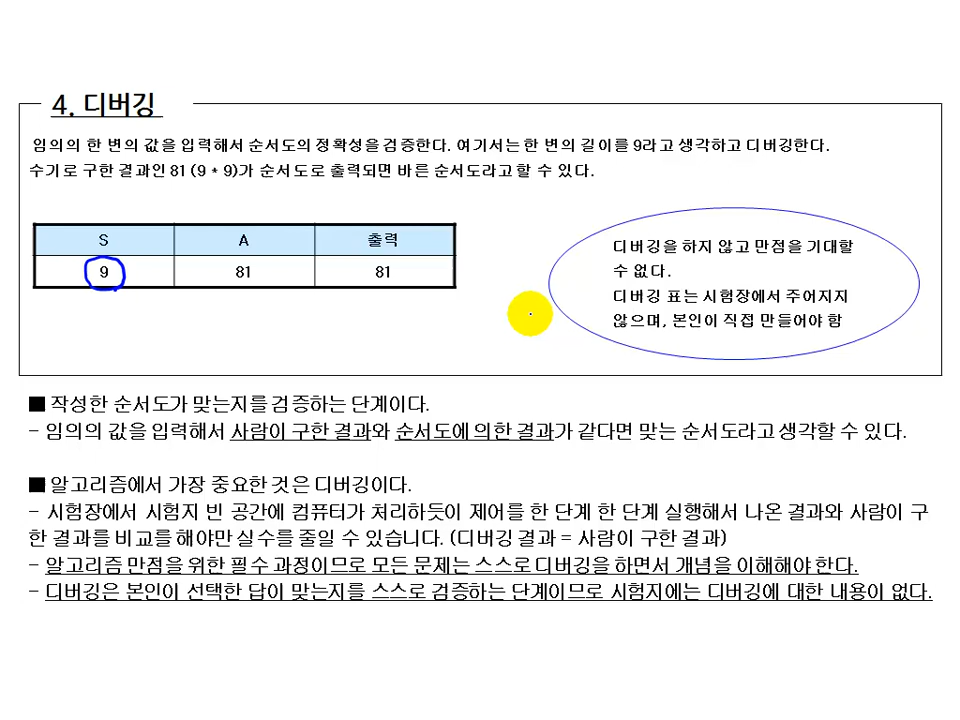 4. 디버깅
임의의 한 변의 값을 입력해서 순서도의 정확성을 검증한다. 여기서는 한 변의 길이를 9라고 생각하고 디버깅한다.
수기로 구한 결과인 81 (9 * 9)가 순서도로 출력되면 바른 순서도라고 할 수 있다.
S A 출력
9 81 81
디버깅을 하지 않고 만점을 기대할
수 없다.
디버깅 표는 시험장에서 주어지지
않으며, 본인이 직접 만들어야 함
■ 작성한 순서도가 맞는지를 검증하는 단계이다.
- 임의의 값을 입력해서 사람이 구한 결과와 순서도에 의한 결과가 같다면 맞는 순서도라고 생각할 수 있다.
■ 알고리즘에서 가장 중요한 것은 디버깅이다.
- 시험장에서 시험지 빈 공간에 컴퓨터가 처리하듯이 제어를 한 단계 한 단계 실행해서 나온 결과와 사람이 구
한 결과를 비교를 해야만 실수를 줄일 수 있습니다. (디버깅 결과 = 사람이 구한 결과)
- 알고리즘 만점을 위한 필수 과정이므로 모든 문제는 스스로 디버깅을 하면서 개념을 이해해야 한다.
- 디버깅은 본인이 선택한 답이 맞는지를 스스로 검증하는 단계이므로 시험지에는 디버깅에 대한 내용이 없다.